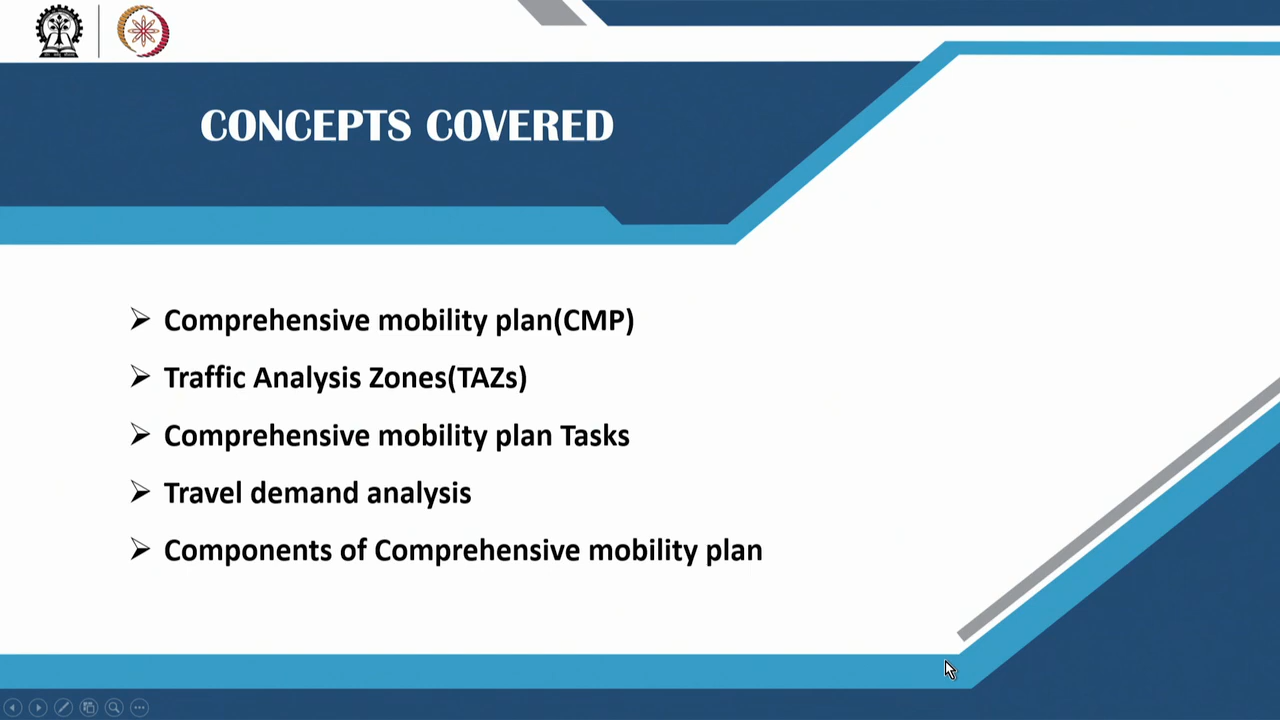 CONCEPTS COVERED
Comprehensive mobility plan(CMP)
Traffic Analysis Zones(TAZs)
Comprehensive mobility plan Tasks
Travel demand analysis
Components of Comprehensive mobility plan